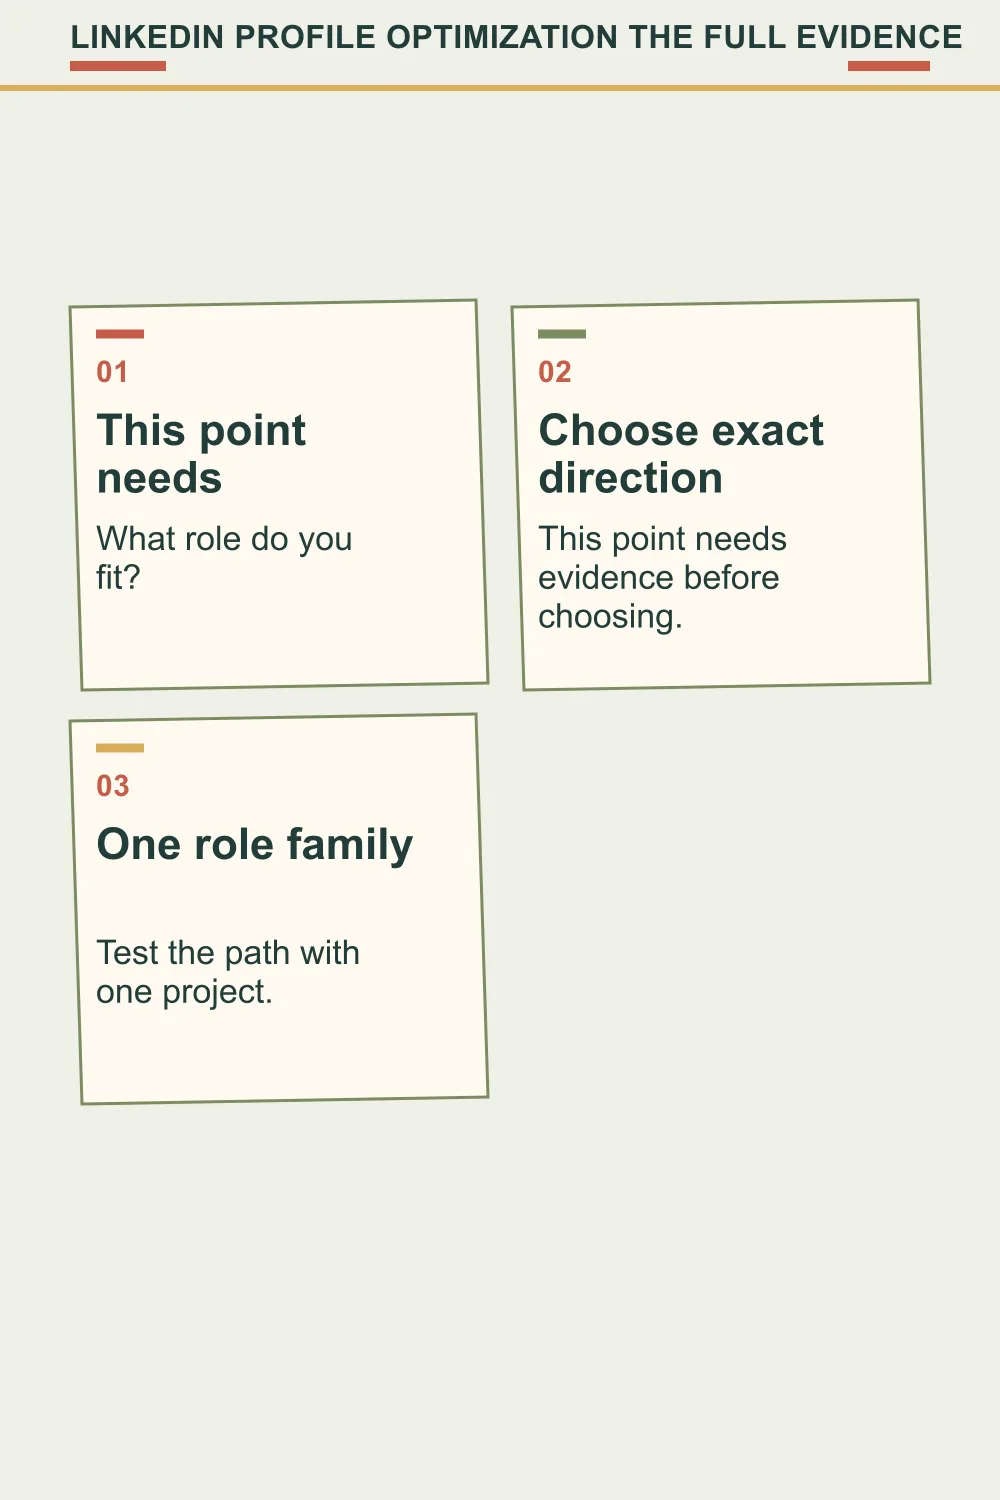 LINKEDIN PROFILE OPTIMIZATION THE FULL EVIDENCE
01
This point
needs
What role do you
fit?
02
Choose exact
direction
This point needs
evidence before
choosing.
03
One role family
Test the path with
one project.